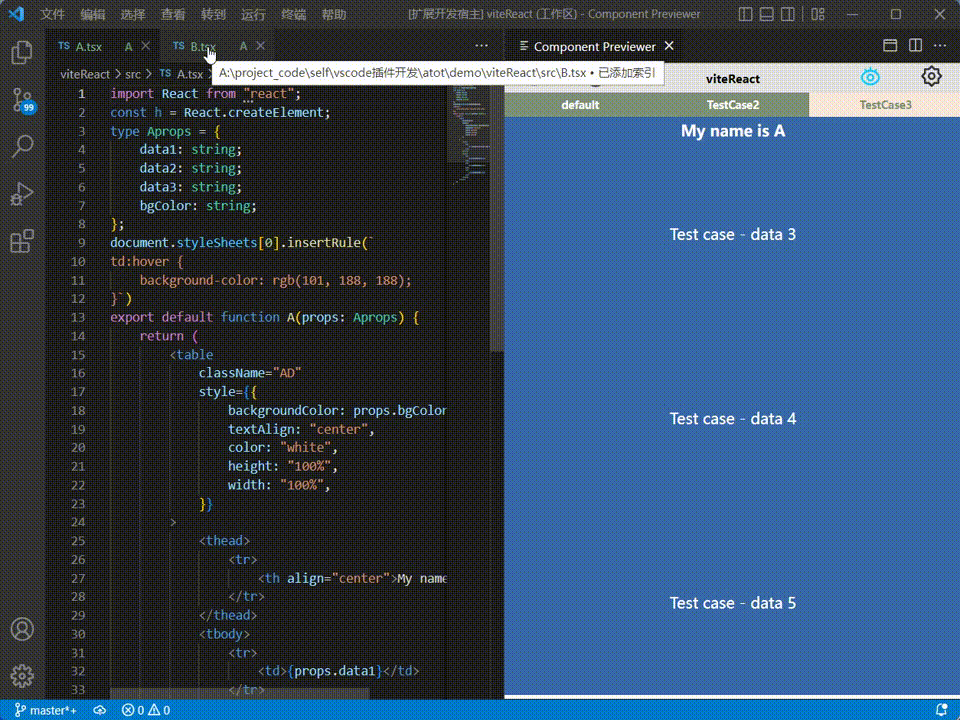 文件 编辑 选择 查看 转到 运行 终端 帮助 [扩展开发宿主] viteReact (工作区) - Component Previewer
TS A.tsx A
TS B.tsx A
Component Previewer
viteReact > src > TS A.tsx
A:\project_code\self\vscode插件开发\atot\demo\viteReact\src\B.tsx • 已添加索引
viteReact
default TestCase2 TestCase3
99
1 import React from "react";
2 const h = React.createElement;
3 type Aprops = {
4 data1: string;
5 data2: string;
6 data3: string;
7 bgColor: string;
8 };
9 document.styleSheets[0].insertRule(`
10 td:hover {
11 background-color: rgb(101, 188, 188);
12 }`)
13 export default function A(props: Aprops) {
14 return (
15 <table
16 className="AD"
17 style={{
18 backgroundColor: props.bgColor
19 textAlign: "center",
20 color: "white",
21 height: "100%",
22 width: "100%",
23 }}
24 >
25 <thead>
26 <tr>
27 <th align="center">My name
28 </tr>
29 </thead>
30 <tbody>
31 <tr>
32 <td>{props.data1}</td>
33 </tr>
My name is A
Test case - data 3
Test case - data 4
Test case - data 5
master*+ 0 0